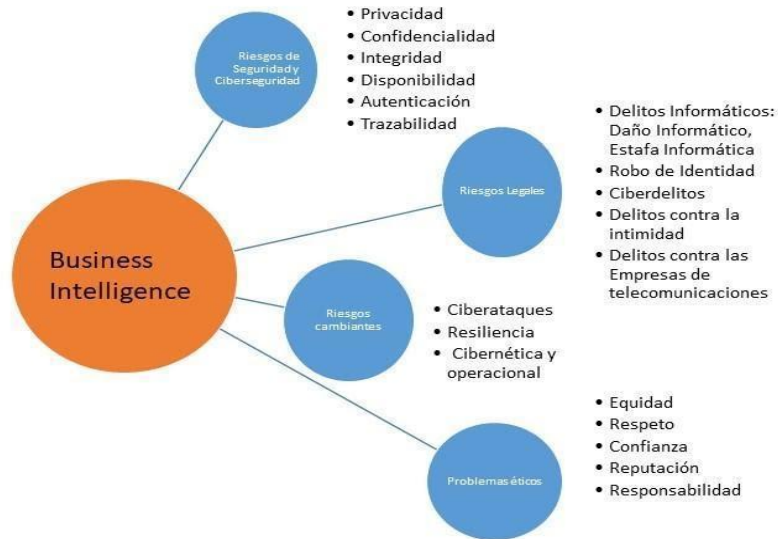 Riesgos de
Seguridad y
Ciberseguridad
• Privacidad
• Confidencialidad
• Integridad
• Disponibilidad
• Autenticación
• Trazabilidad
Riesgos Legales
• Delitos Informáticos:
Daño Informático,
Estafa Informática
• Robo de Identidad
• Ciberdelitos
• Delitos contra la
intimidad
• Delitos contra las
Empresas de
telecomunicaciones
Business
Intelligence
Riesgos
cambiantes
• Ciberataques
• Resiliencia
• Cibernética y
operacional
Problemas éticos
• Equidad
• Respeto
• Confianza
• Reputación
• Responsabilidad